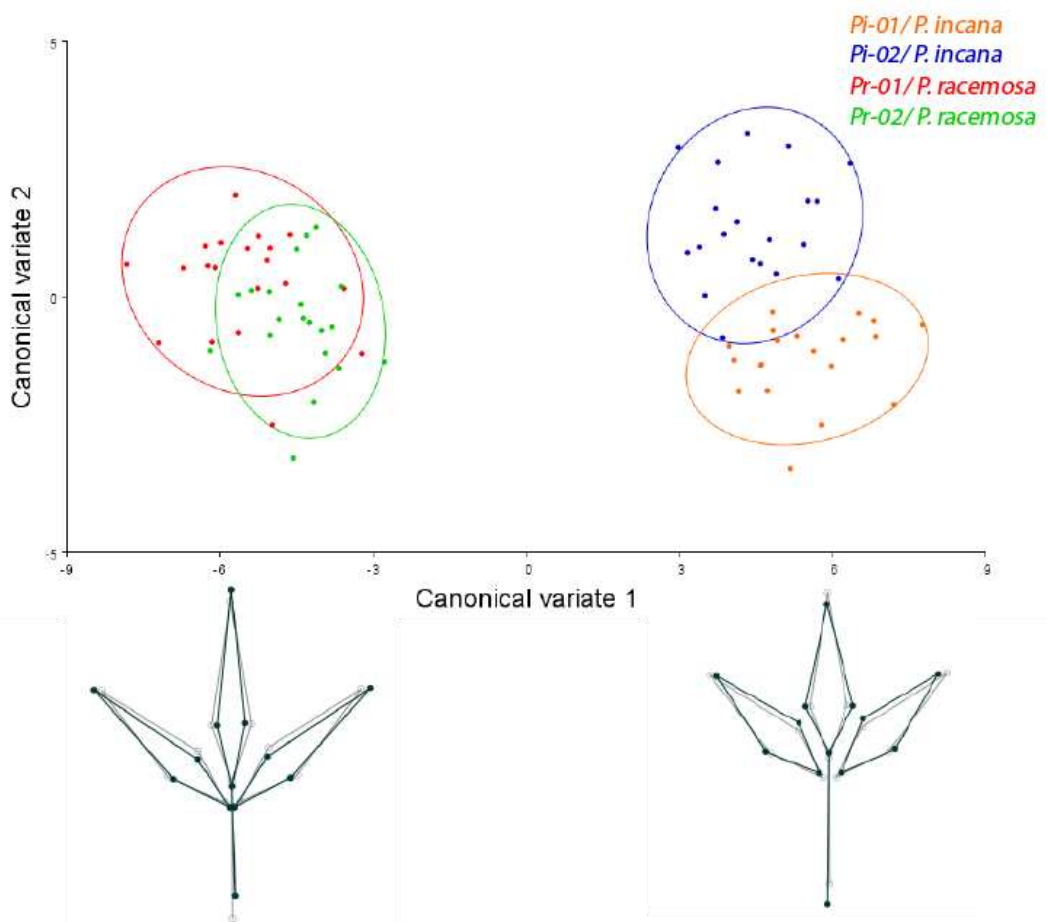 Pi-01/ P. incana
Pi-02/ P. incana
Pr-01/ P. racemosa
Pr-02/ P. racemosa
5
Canonical variate 2
0
-5
-9 -6 -3 0 3 6 9
Canonical variate 1